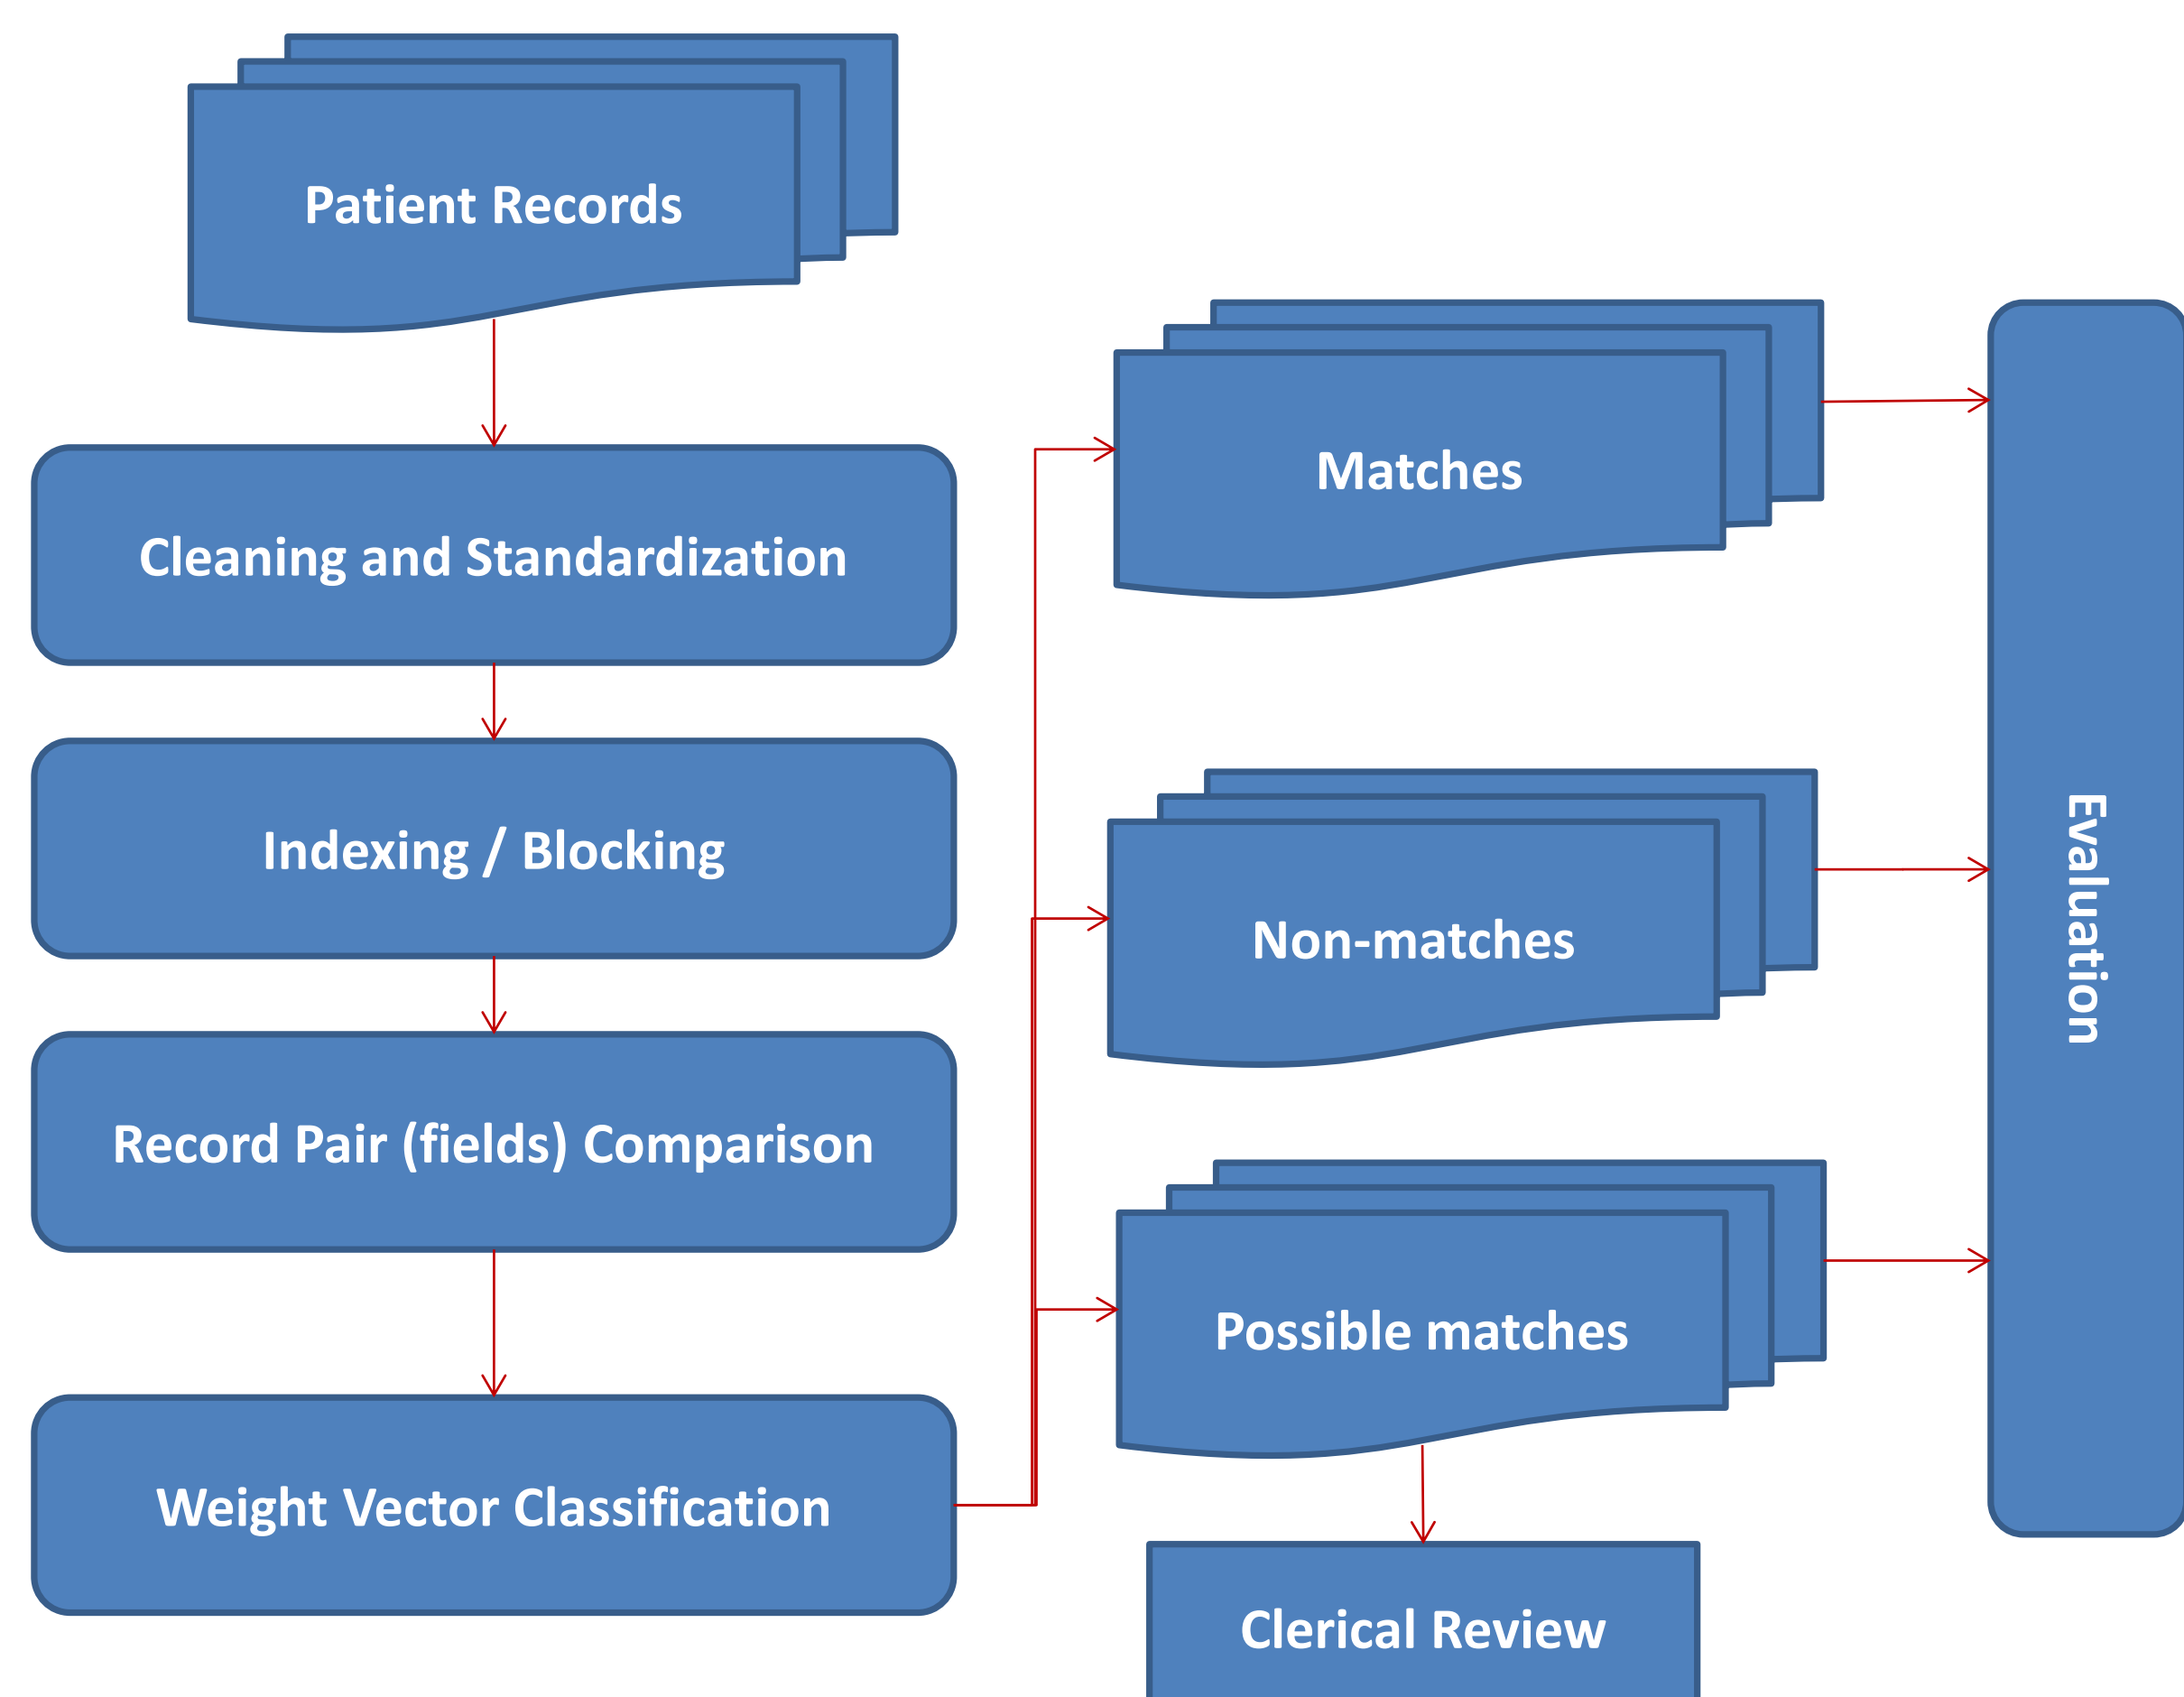 Patient Records
Cleaning and Standardization
Indexing / Blocking
Record Pair (fields) Comparison
Weight Vector Classification
Matches
Non-matches
Possible matches
Clerical Review
Evaluation